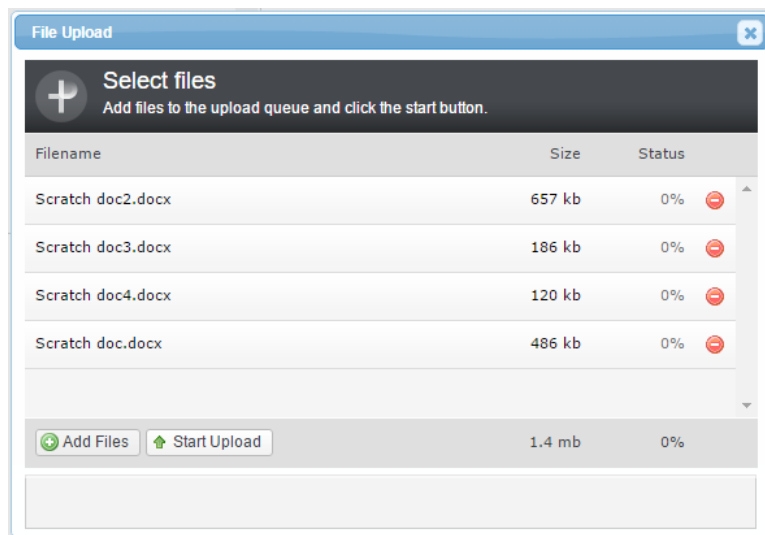 File Upload
Select files
Add files to the upload queue and click the start button.
Filename Size Status
Scratch doc2.docx 657 kb 0%
Scratch doc3.docx 186 kb 0%
Scratch doc4.docx 120 kb 0%
Scratch doc.docx 486 kb 0%
Add Files Start Upload 1.4 mb 0%